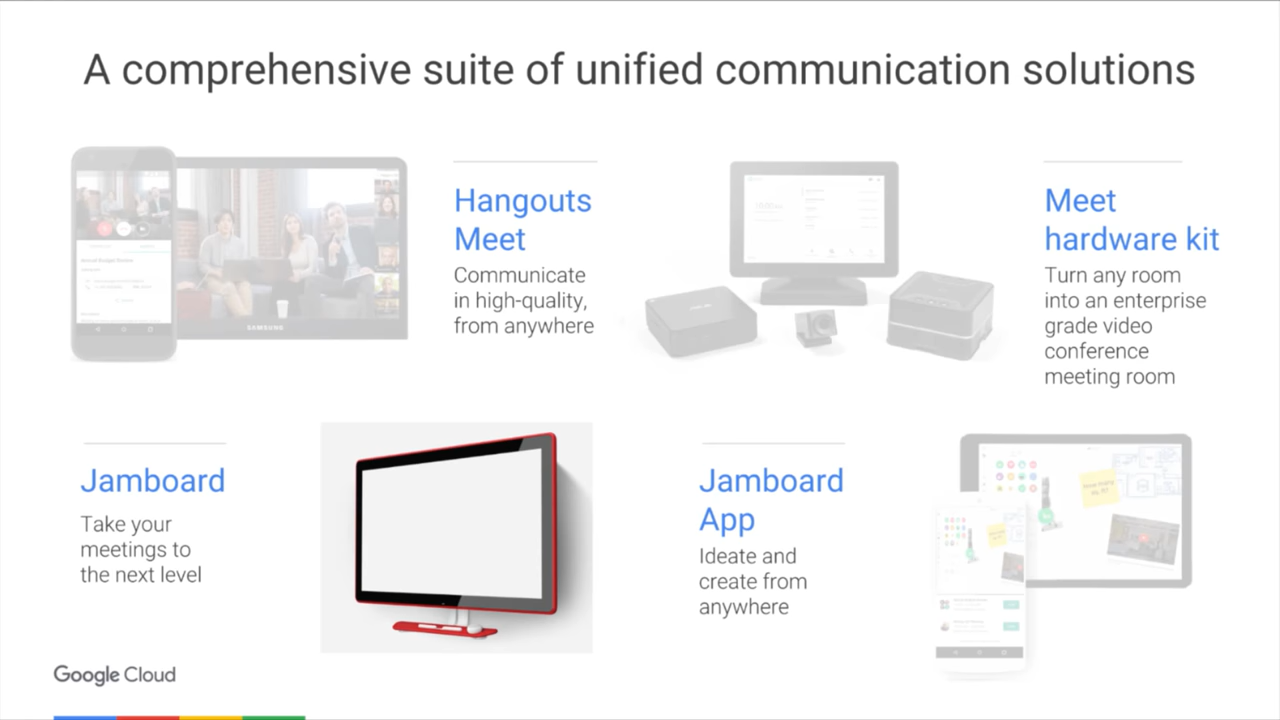 A comprehensive suite of unified communication solutions
Hangouts
Meet
Communicate
in high-quality,
from anywhere
SAMSUNG
Meet
hardware kit
Turn any room
into an enterprise
grade video
conference
meeting room
Jamboard
Take your
meetings to
the next level
Jamboard
App
Ideate and
create from
anywhere
Google Cloud